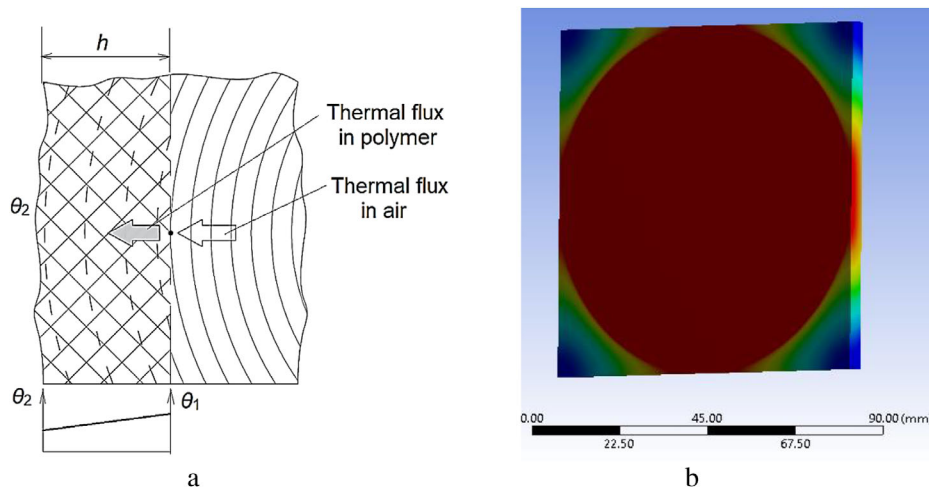 h
Thermal flux
in polymer
Thermal flux
in air
θ2
θ2
θ1
0.00
45.00
90.00 (mm
22.50
67.50
a
b